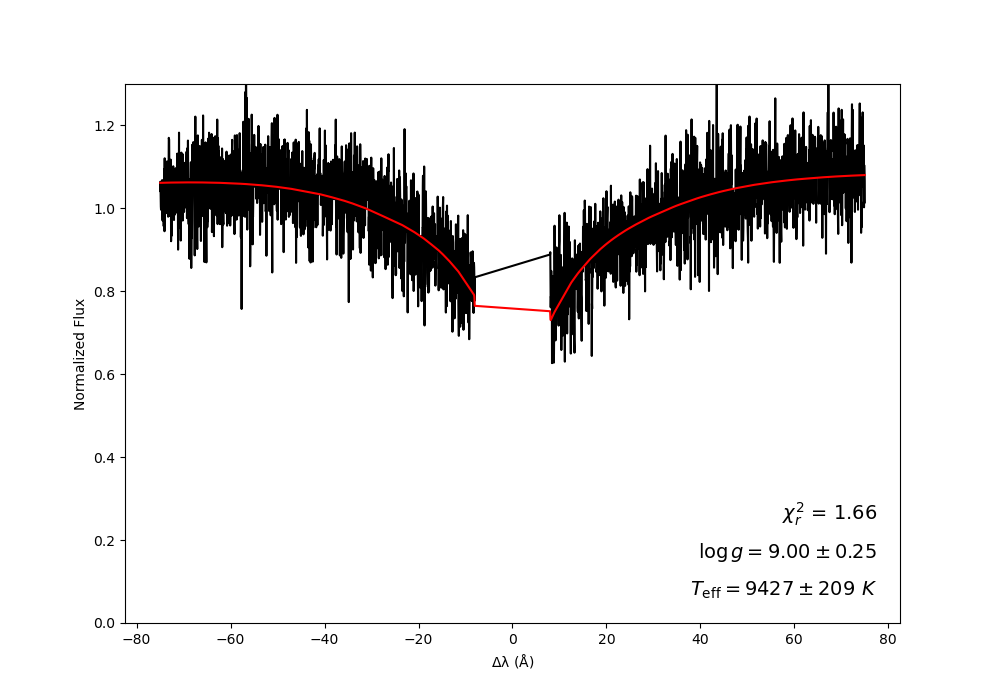 1.2
1.0
0.8
0.6
0.4
0.2
0.0
Normalized Flux
χ²ᵣ = 1.66
log g = 9.00 ± 0.25
T_eff = 9427 ± 209 K
−80 −60 −40 −20 0 20 40 60 80
Δλ (Å)